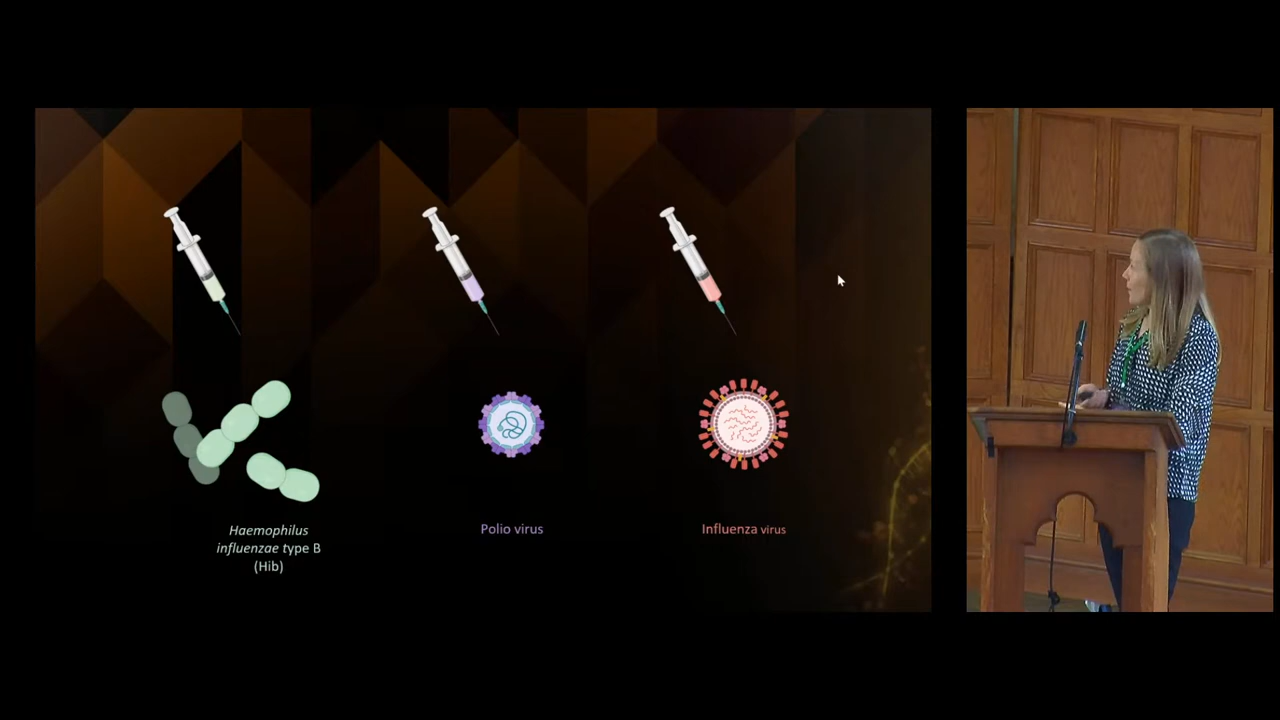 Haemophilus
influenzae type B
(Hib)
Polio virus
Influenza virus